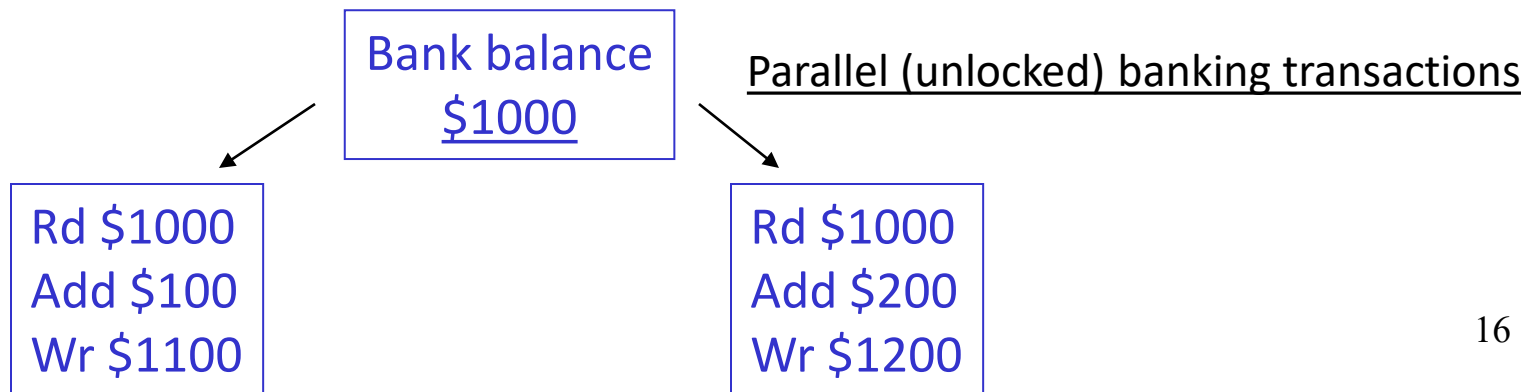 Bank balance
$1000
Parallel (unlocked) banking transactions
Rd $1000
Add $100
Wr $1100
Rd $1000
Add $200
Wr $1200
16